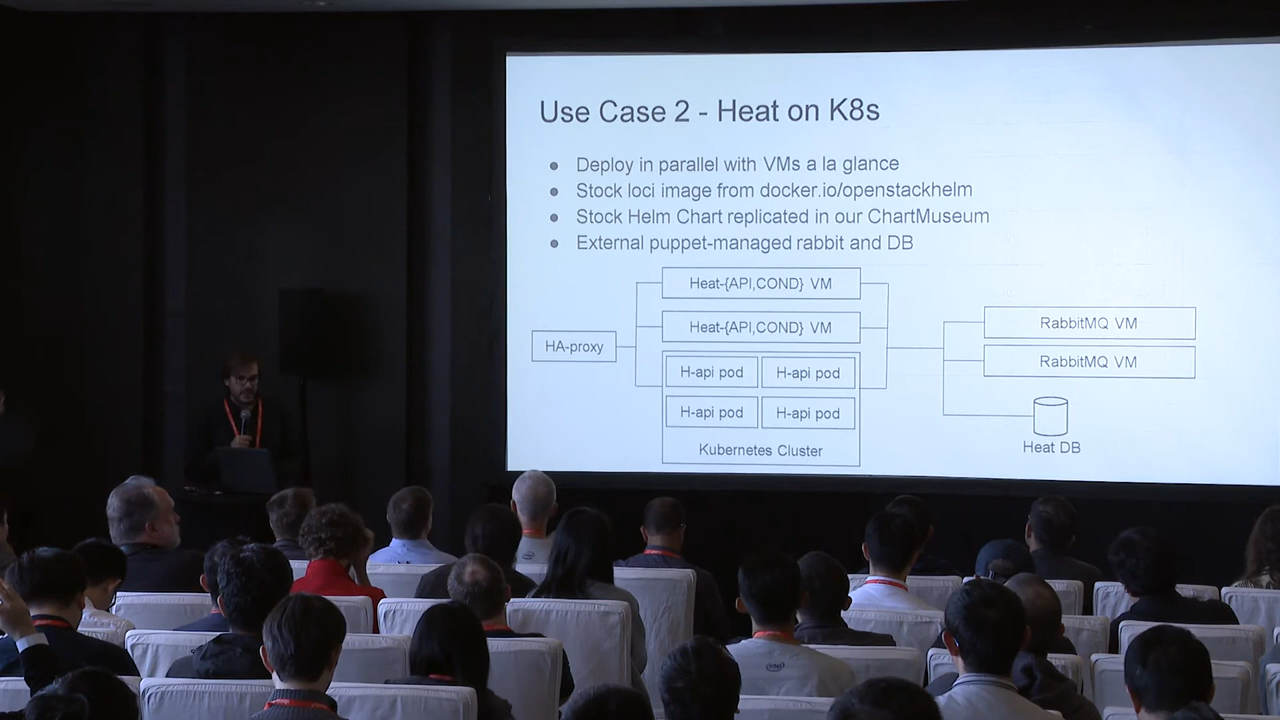 Use Case 2 - Heat on K8s
● Deploy in parallel with VMs a la glance
● Stock loci image from docker.io/openstackhelm
● Stock Helm Chart replicated in our ChartMuseum
● External puppet-managed rabbit and DB
Heat-{API,COND} VM
Heat-{API,COND} VM
HA-proxy
H-api pod
H-api pod
H-api pod
H-api pod
Kubernetes Cluster
RabbitMQ VM
RabbitMQ VM
Heat DB
intel
intel